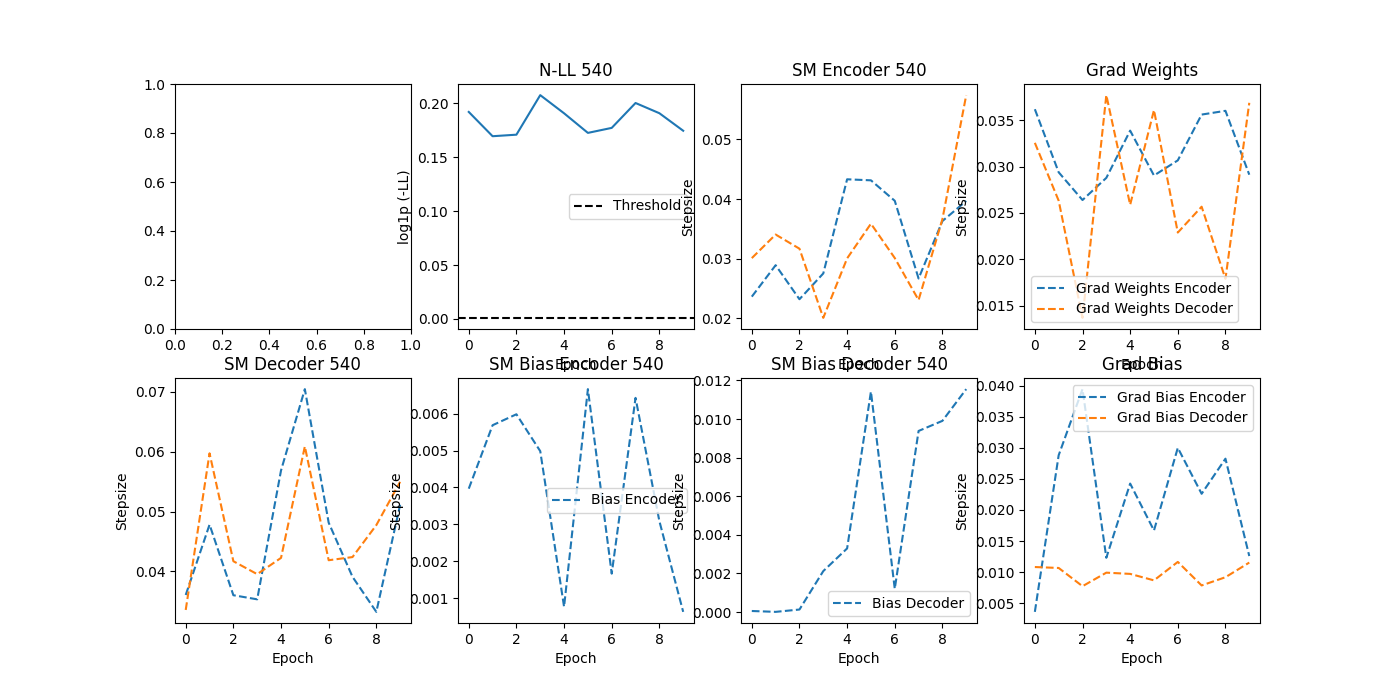 N-LL 540
SM Encoder 540
Grad Weights
1.0
0.8
0.6
0.4
0.2
0.0
0.0 0.2 0.4 0.6 0.8 1.0
log1p (-LL)
0.20
0.15
0.10
0.05
0.00
Threshold
0 2 4 6 8
Epoch
Stepsize
0.05
0.04
0.03
0.02
0 2 4 6 8
Epoch
Stepsize
0.035
0.030
0.025
0.020
0.015
Grad Weights Encoder
Grad Weights Decoder
0 2 4 6 8
Epoch
SM Decoder 540
SM Bias Encoder 540
SM Bias Decoder 540
Grad Bias
Stepsize
0.07
0.06
0.05
0.04
0 2 4 6 8
Epoch
Stepsize
0.006
0.005
0.004
0.003
0.002
0.001
Bias Encoder
0 2 4 6 8
Epoch
Stepsize
0.012
0.010
0.008
0.006
0.004
0.002
0.000
Bias Decoder
0 2 4 6 8
Epoch
Stepsize
0.040
0.035
0.030
0.025
0.020
0.015
0.010
0.005
Grad Bias Encoder
Grad Bias Decoder
0 2 4 6 8
Epoch